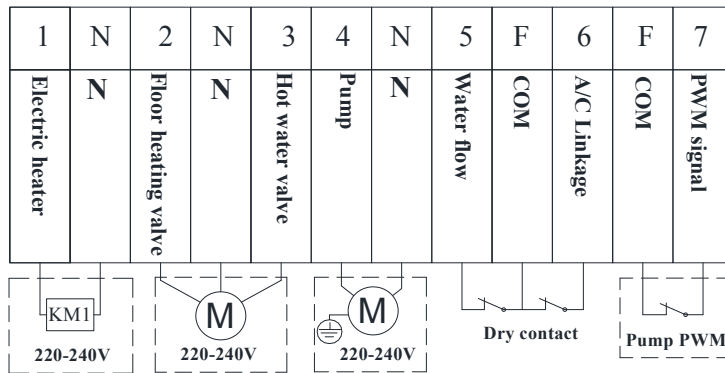 1 N 2 N 3 4 N 5 F 6 F 7
Electric heater
N
Floor heating valve
N
Hot water valve
Pump
N
Water flow
COM
A/C Linkage
COM
PWM signal
KM1
M
M
220-240V
220-240V
220-240V
Dry contact
Pump PWM